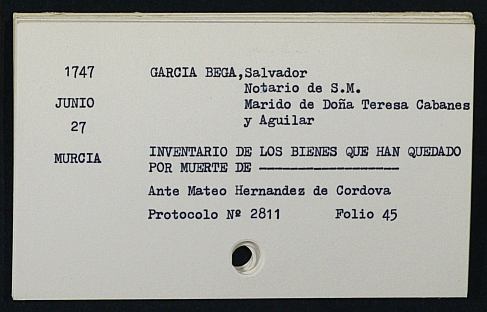 1747 GARCIA BEGA, Salvador
Notario de S.M.
JUNIO Marido de Doña Teresa Cabanes
27 y Aguilar
MURCIA INVENTARIO DE LOS BIENES QUE HAN QUEDADO
POR MUERTE DE ------------------
Ante Mateo Hernandez de Cordova
Protocolo Nº 2811 Folio 45